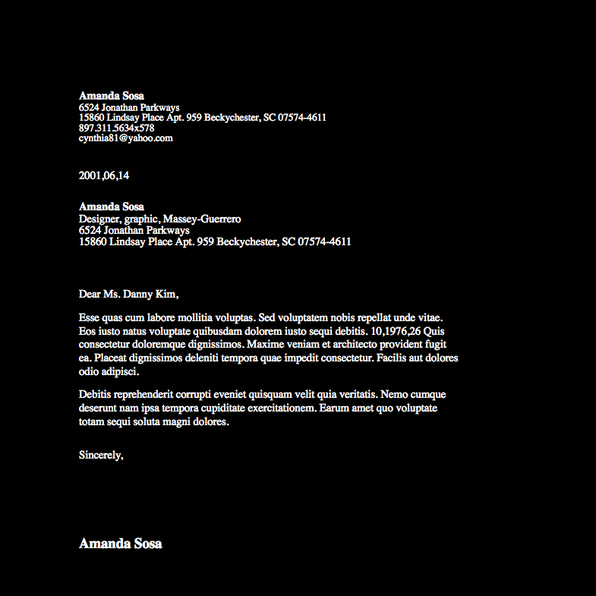 Amanda Sosa
6524 Jonathan Parkways
15860 Lindsay Place Apt. 959 Beckychester, SC 07574-4611
897.311.5634x578
cynthia81@yahoo.com
2001,06,14
Amanda Sosa
Designer, graphic, Massey-Guerrero
6524 Jonathan Parkways
15860 Lindsay Place Apt. 959 Beckychester, SC 07574-4611
Dear Ms. Danny Kim,
Esse quas cum labore mollitia voluptas. Sed voluptatem nobis repellat unde vitae.
Eos iusto natus voluptate quibusdam dolorem iusto sequi debitis. 10,1976,26 Quis
consectetur doloremque dignissimos. Maxime veniam et architecto provident fugit
ea. Placeat dignissimos deleniti tempora quae impedit consectetur. Facilis aut dolores
odio adipisci.
Debitis reprehenderit corrupti eveniet quisquam velit quia veritatis. Nemo cumque
deserunt nam ipsa tempora cupiditate exercitationem. Earum amet quo voluptate
totam sequi soluta magni dolores.
Sincerely,
Amanda Sosa